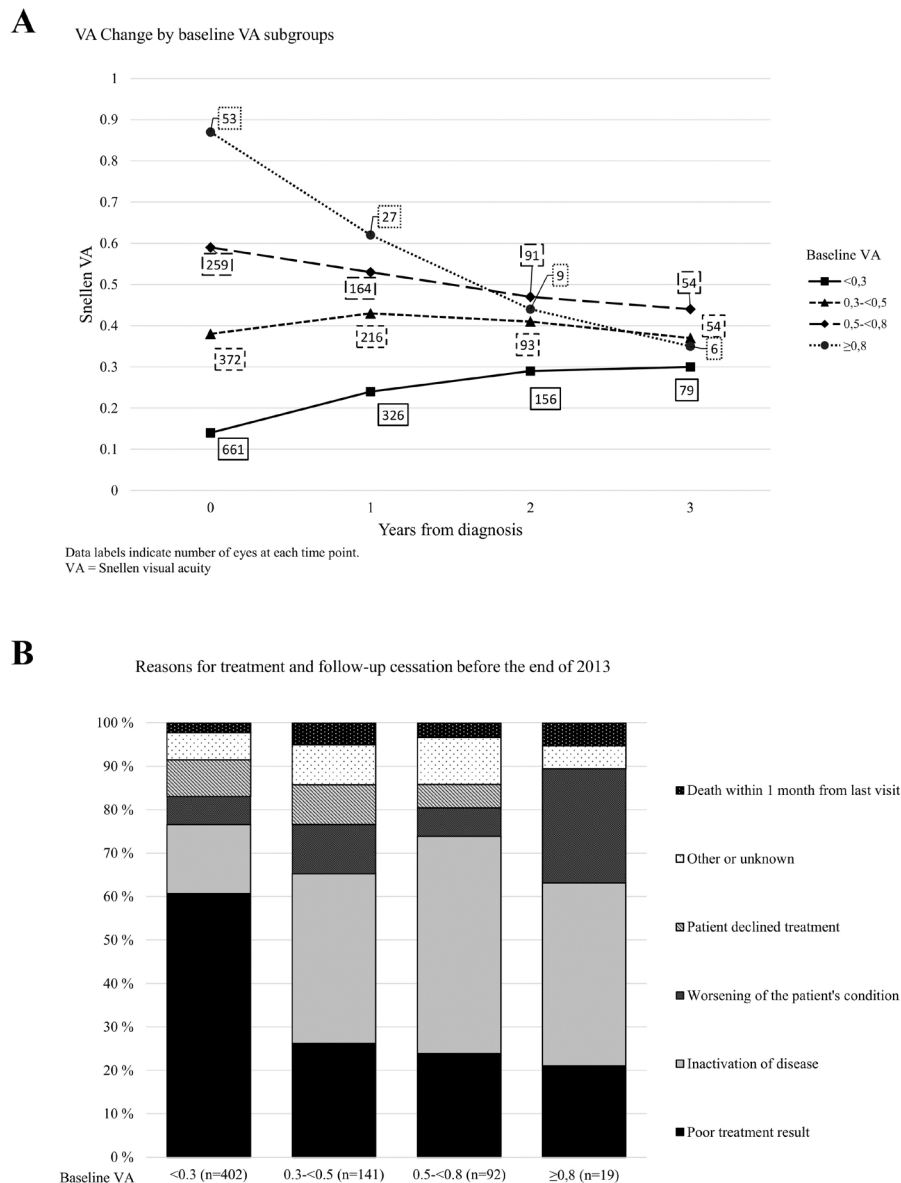 A
VA Change by baseline VA subgroups
1
0.9
0.8
0.7
0.6
0.5
0.4
0.3
0.2
0.1
0
Snellen VA
53
27
9
6
259
164
91
54
372
216
93
54
661
326
156
79
0 1 2 3
Years from diagnosis
Baseline VA
<0,3
0,3-<0,5
0,5-<0,8
≥0,8
Data labels indicate number of eyes at each time point.
VA = Snellen visual acuity
B
Reasons for treatment and follow-up cessation before the end of 2013
100 %
90 %
80 %
70 %
60 %
50 %
40 %
30 %
20 %
10 %
0 %
Baseline VA <0.3 (n=402) 0.3-<0.5 (n=141) 0.5-<0.8 (n=92) ≥0,8 (n=19)
Death within 1 month from last visit
Other or unknown
Patient declined treatment
Worsening of the patient's condition
Inactivation of disease
Poor treatment result